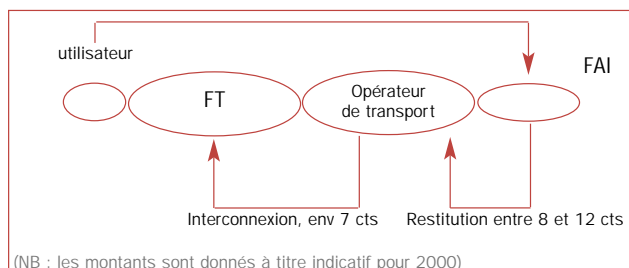 utilisateur
FAI
FT
Opérateur
de transport
Interconnexion, env 7 cts
Restitution entre 8 et 12 cts
(NB : les montants sont donnés à titre indicatif pour 2000)